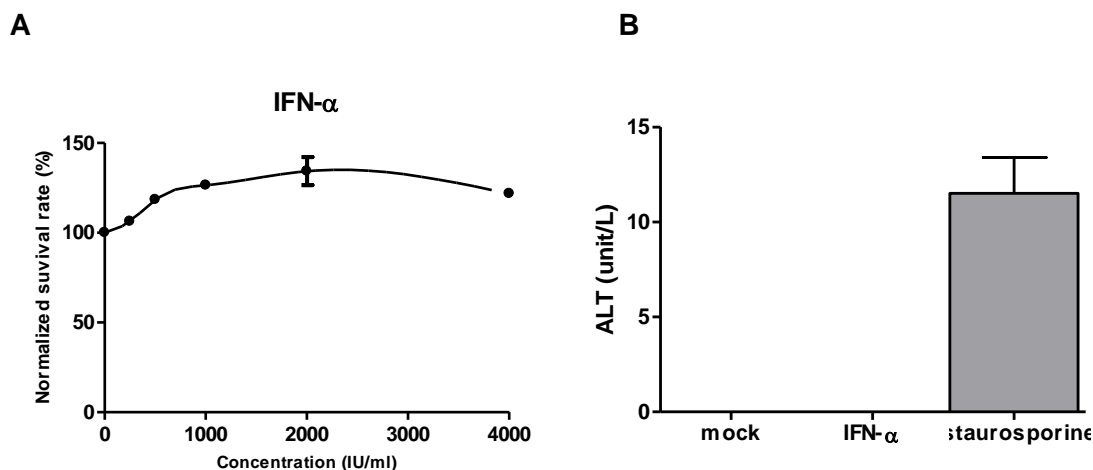 A
IFN-α
Normalized suvival rate (%)
150
100
50
0
0 1000 2000 3000 4000
Concentration (IU/ml)
B
ALT (unit/L)
15
10
5
0
mock IFN-α staurosporine